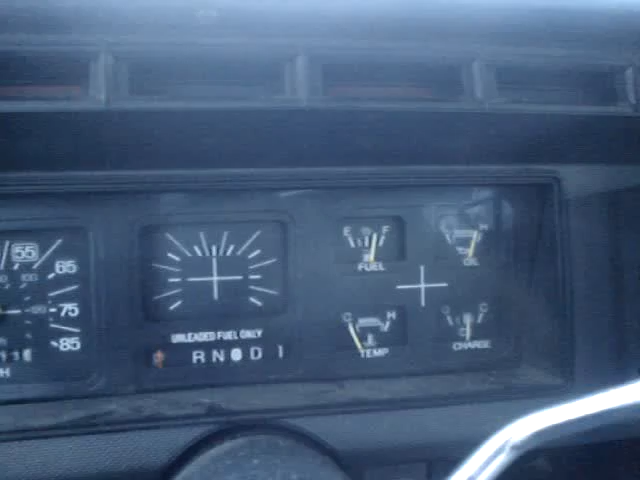 55
65
75
85
E F
FUEL
H
OIL
C H
TEMP
C
CHARGE
UNLEADED FUEL ONLY
R N D 1
H